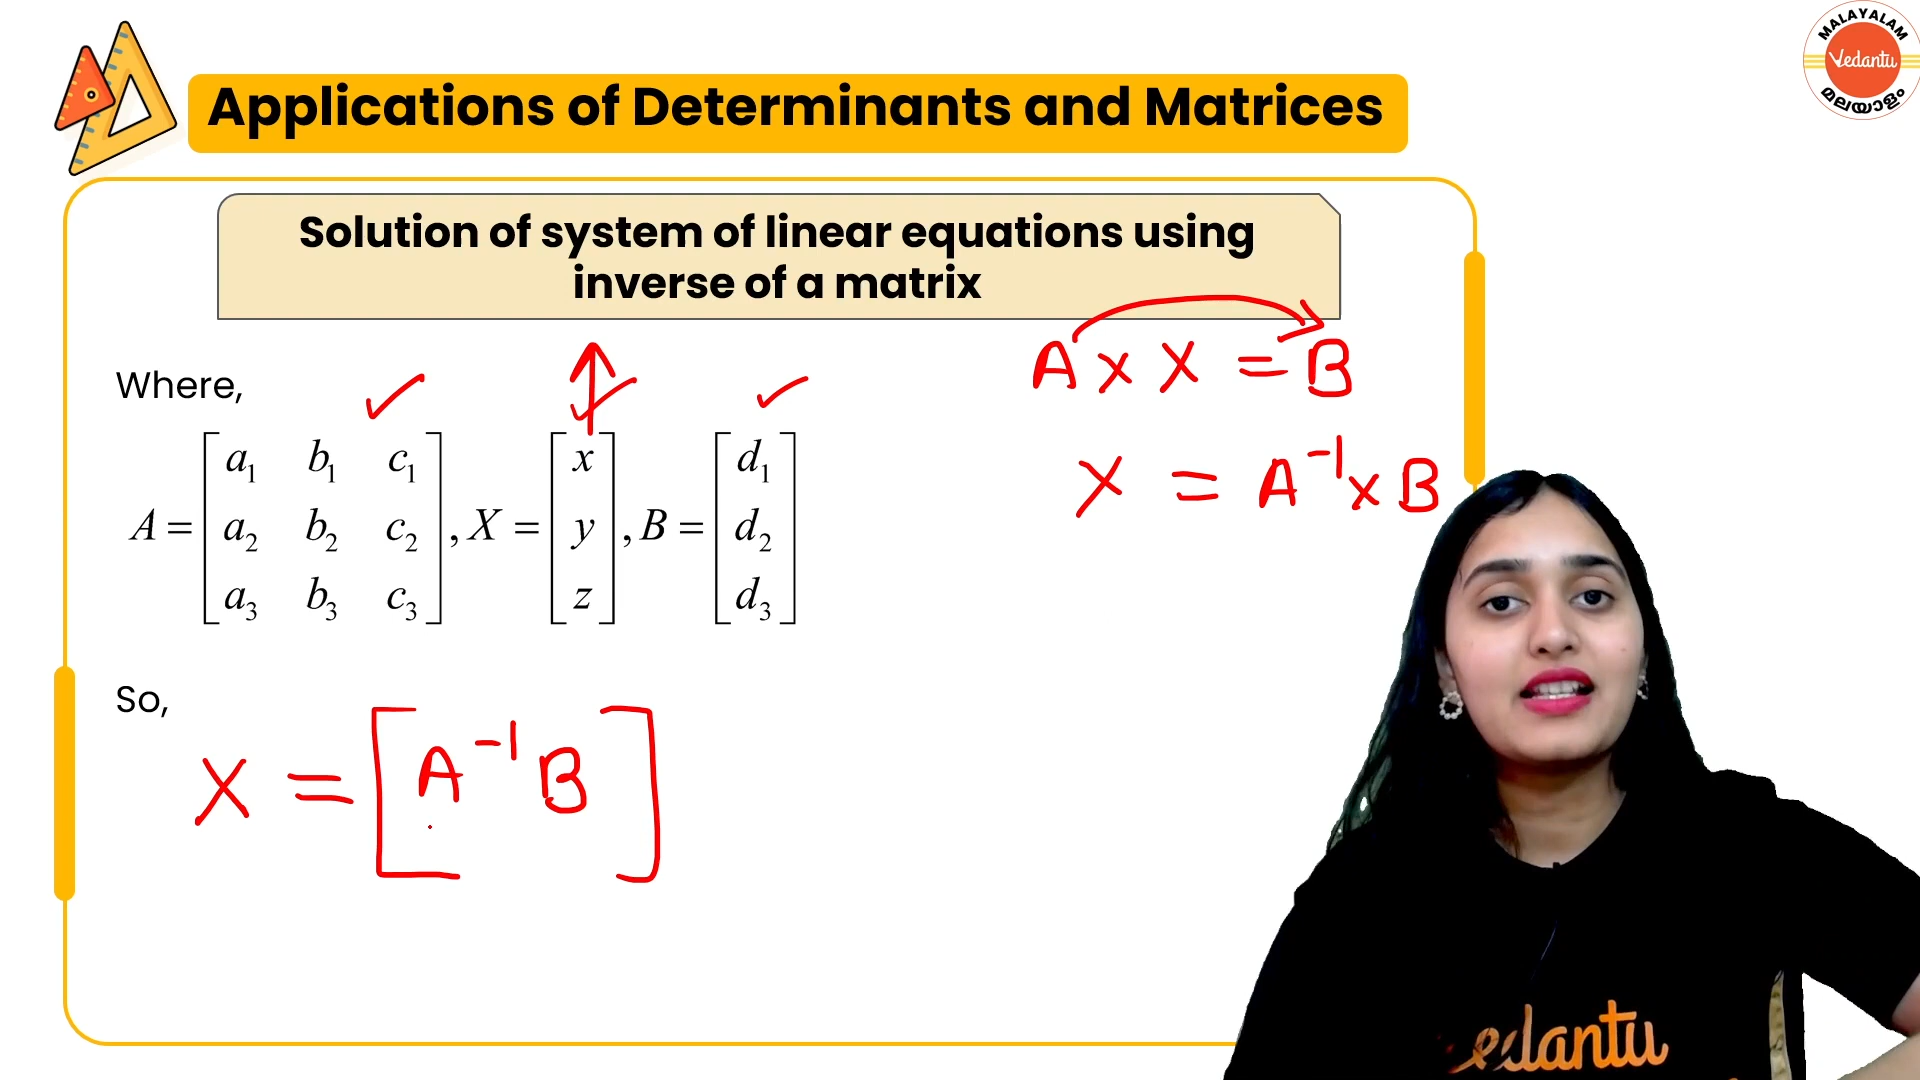 MALAYALAM
Vedantu
മലയാളം
Applications of Determinants and Matrices
Solution of system of linear equations using
inverse of a matrix
A x X = B
X = A⁻¹ x B
Where,
A = [a₁ b₁ c₁
a₂ b₂ c₂
a₃ b₃ c₃], X = [x
y
z], B = [d₁
d₂
d₃]
So,
X = [A⁻¹ B]
edantu